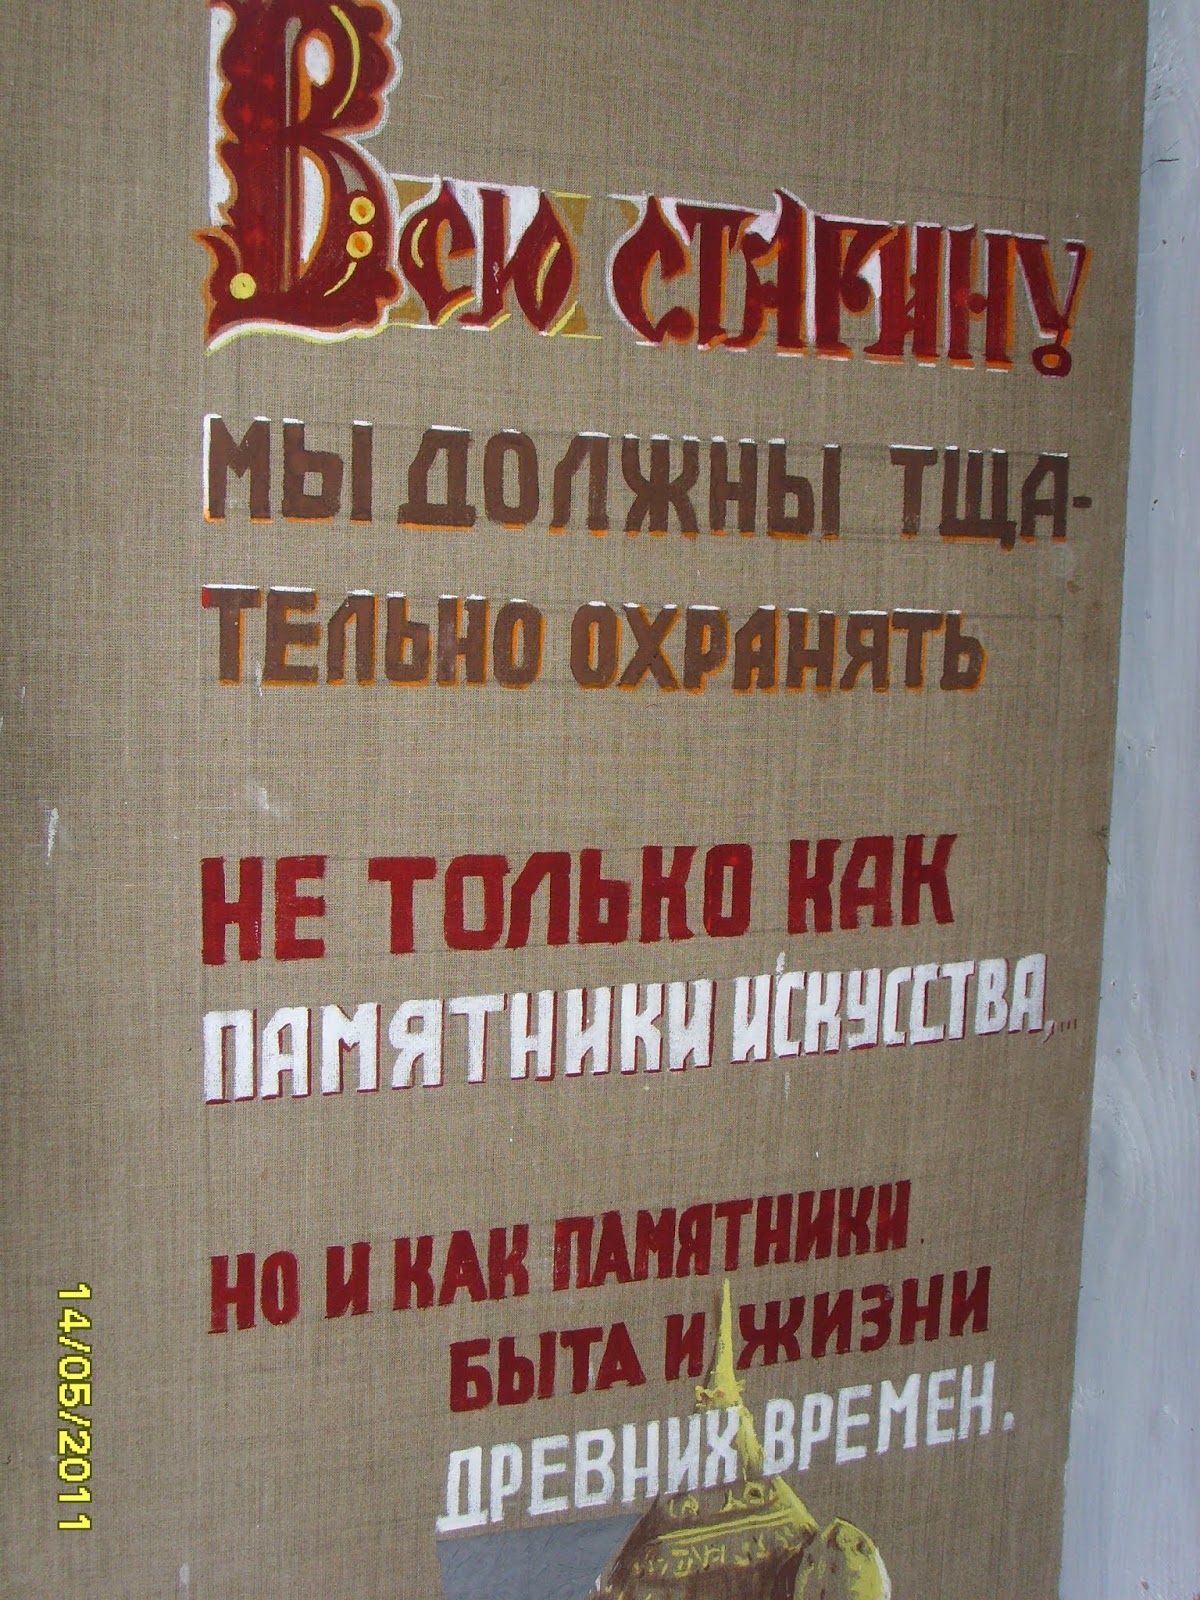 Всю старину
мы должны тща-
тельно охранять
не только как
памятники искусства,...
но и как памятники
быта и жизни
древних времен.
14/05/2011